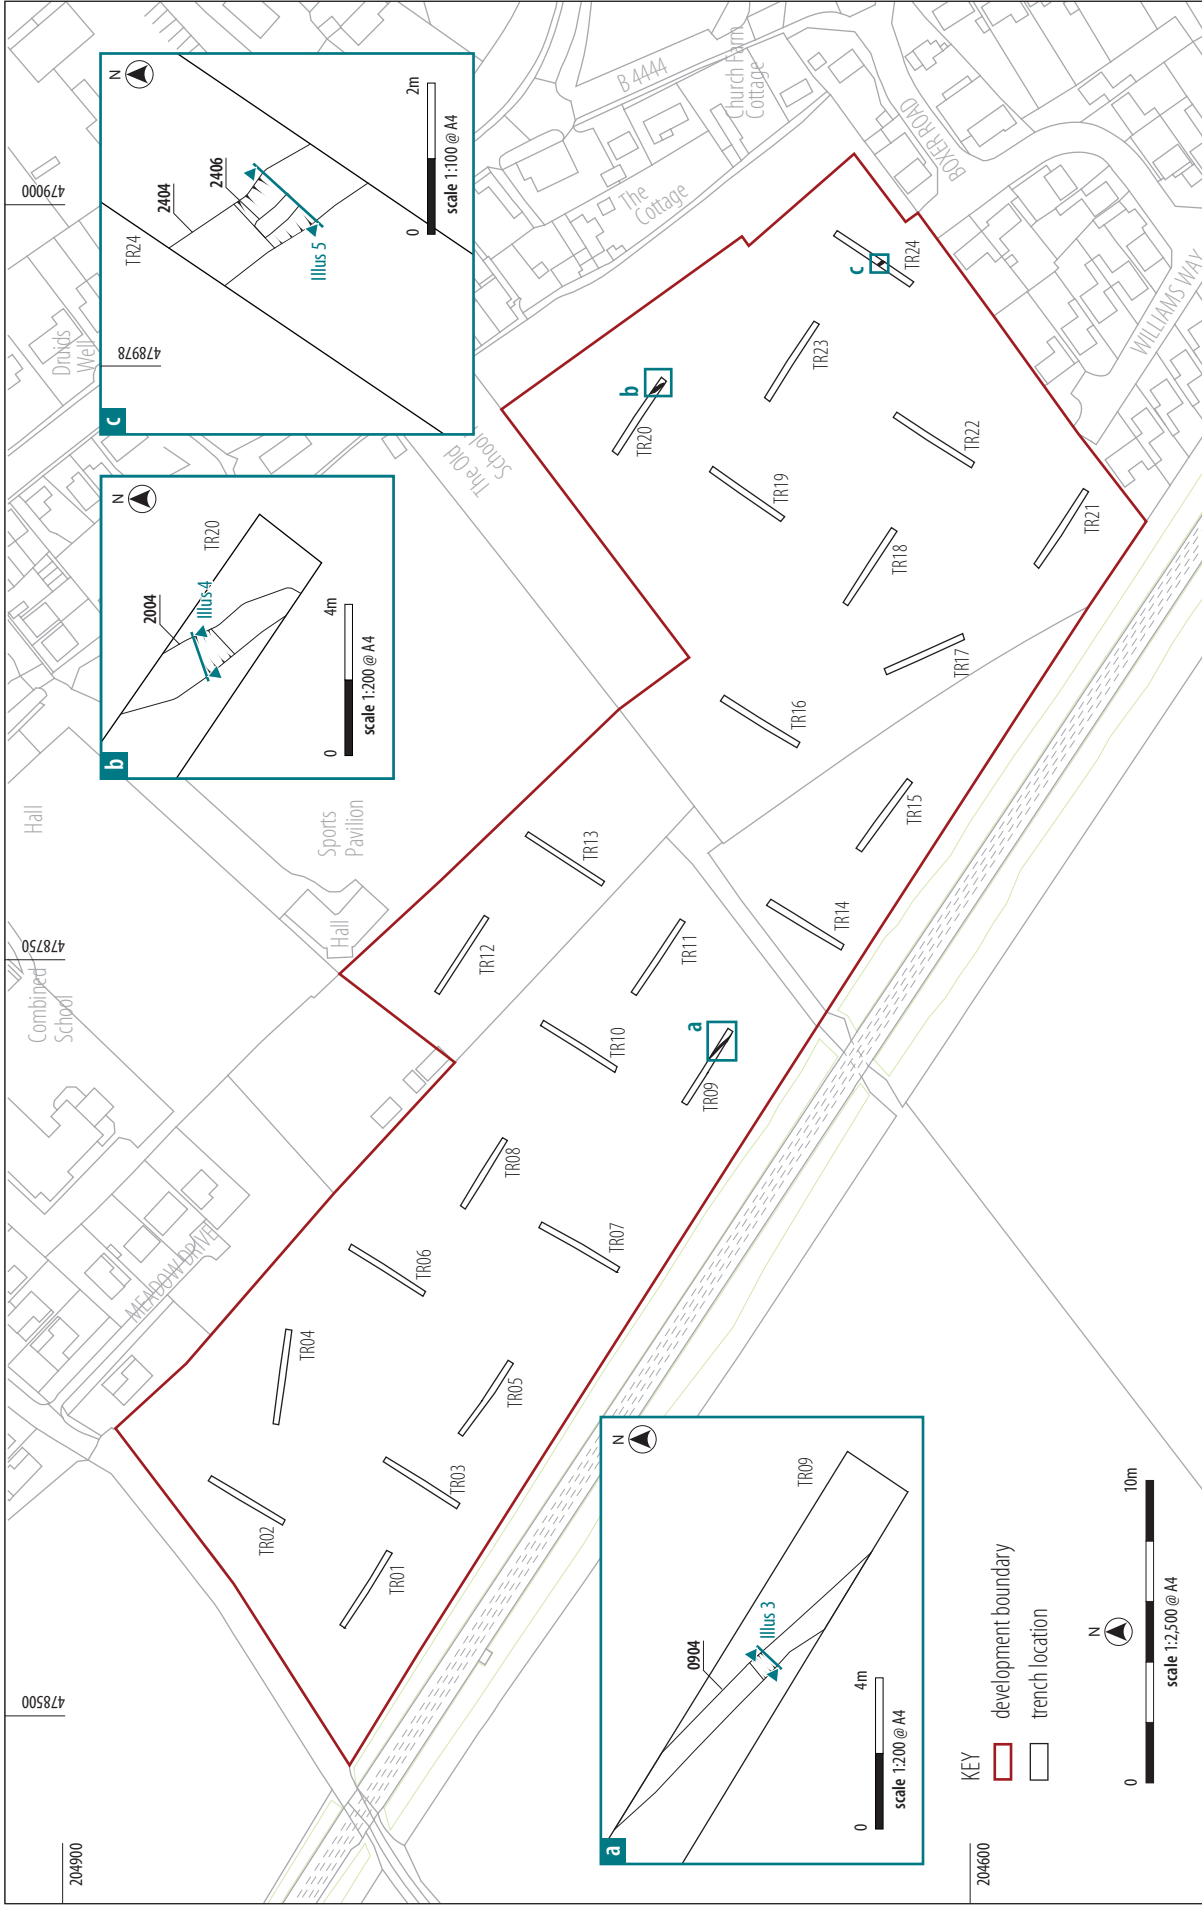 204900
204600
478500
478750
479000
Combined
School
Hall
Hall
Sports
Pavilion
MEADOW DRIVE
Druids
Well
The Old
School
The
Cottage
B 4444
Church Farm
Cottage
BOXER ROAD
WILLIAMS WAY
TR01
TR02
TR03
TR04
TR05
TR06
TR07
TR08
TR09
TR10
TR11
TR12
TR13
TR14
TR15
TR16
TR17
TR18
TR19
TR20
TR21
TR22
TR23
TR24
a
b
c
a
N
0904
Illus 3
TR09
0
4m
scale 1:200 @ A4
b
N
2004
Illus 4
TR20
0
4m
scale 1:200 @ A4
c
N
478978
TR24
2404
2406
Illus 5
0
2m
scale 1:100 @ A4
KEY
development boundary
trench location
N
0
10m
scale 1:2,500 @ A4